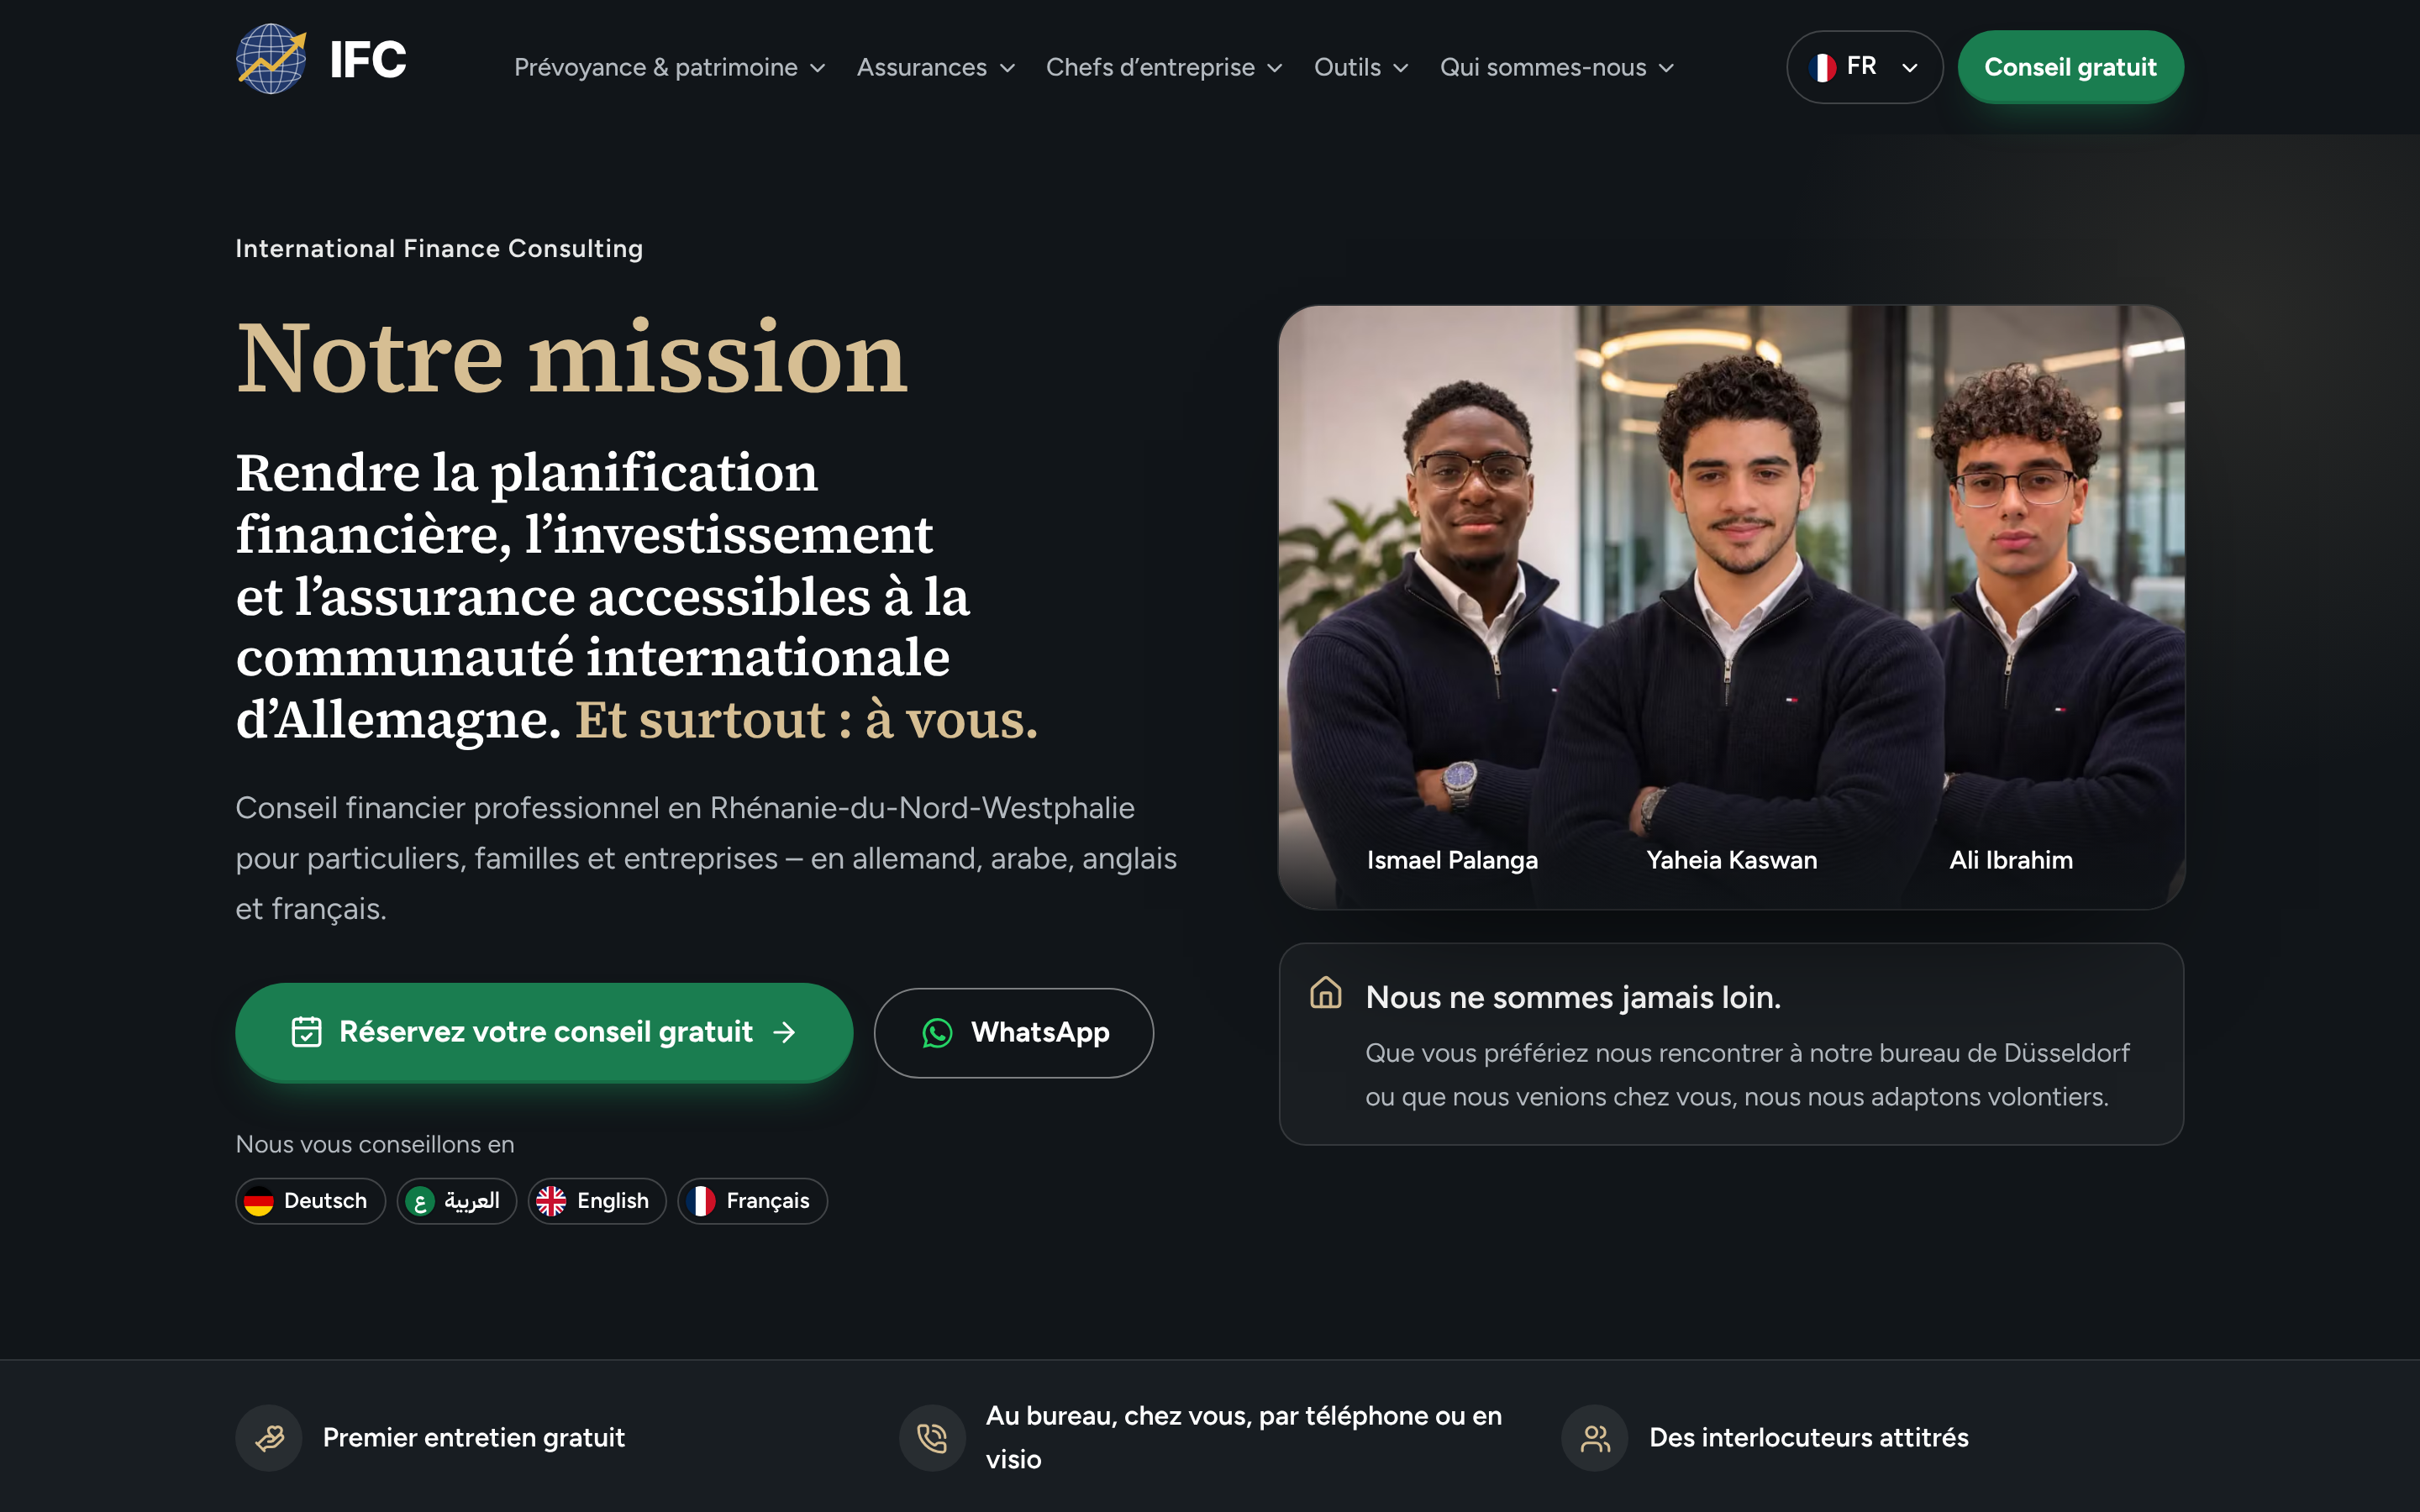 IFC
Prévoyance & patrimoine
Assurances
Chefs d’entreprise
Outils
Qui sommes-nous
FR
Conseil gratuit
International Finance Consulting
Notre mission
Rendre la planification
financière, l’investissement
et l’assurance accessibles à la
communauté internationale
d’Allemagne. Et surtout : à vous.
Conseil financier professionnel en Rhénanie-du-Nord-Westphalie
pour particuliers, familles et entreprises – en allemand, arabe, anglais
et français.
Réservez votre conseil gratuit
WhatsApp
Nous vous conseillons en
Deutsch
ع العربية
English
Français
Ismael Palanga
Yaheia Kaswan
Ali Ibrahim
Nous ne sommes jamais loin.
Que vous préfériez nous rencontrer à notre bureau de Düsseldorf
ou que nous venions chez vous, nous nous adaptons volontiers.
Premier entretien gratuit
Au bureau, chez vous, par téléphone ou en
visio
Des interlocuteurs attitrés